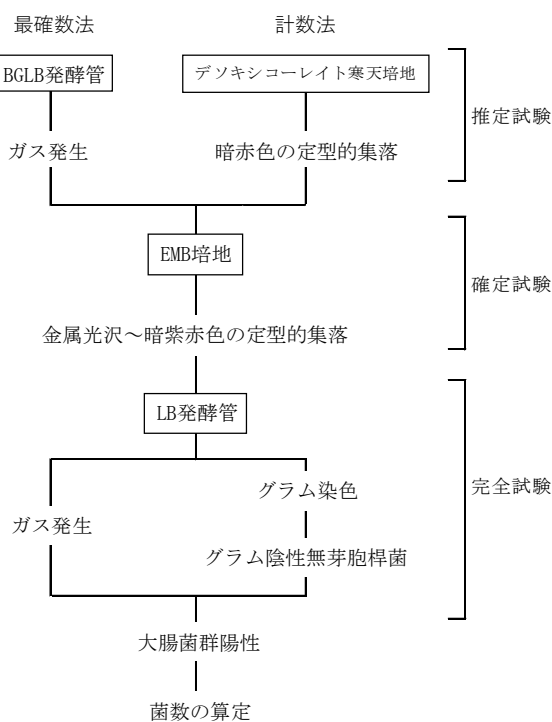 最確数法
計数法
BGLB発酵管
デソキシコーレイト寒天培地
推定試験
ガス発生
暗赤色の定型的集落
EMB培地
確定試験
金属光沢~暗紫赤色の定型的集落
LB発酵管
完全試験
グラム染色
ガス発生
グラム陰性無芽胞桿菌
大腸菌群陽性
菌数の算定